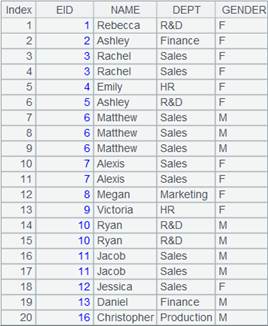 Index EID NAME DEPT GENDER
1 1 Rebecca R&D F
2 2 Ashley Finance F
3 3 Rachel Sales F
4 3 Rachel Sales F
5 4 Emily HR F
6 5 Ashley R&D F
7 6 Matthew Sales M
8 6 Matthew Sales M
9 6 Matthew Sales M
10 7 Alexis Sales F
11 7 Alexis Sales F
12 8 Megan Marketing F
13 9 Victoria HR F
14 10 Ryan R&D M
15 10 Ryan R&D M
16 11 Jacob Sales M
17 11 Jacob Sales M
18 12 Jessica Sales F
19 13 Daniel Finance M
20 16 Christopher Production M